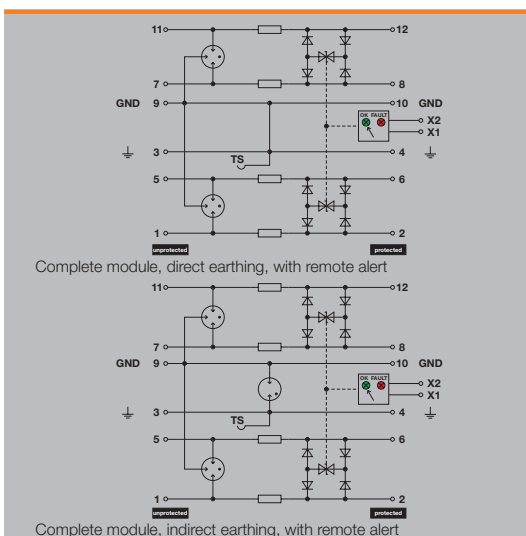 11 12
7 8
GND 9 10 GND
OK FAULT
X2
X1
3 4
TS
5 6
1 2
unprotected protected
Complete module, direct earthing, with remote alert
11 12
7 8
GND 9 10 GND
OK FAULT
X2
X1
3 4
TS
5 6
1 2
unprotected protected
Complete module, indirect earthing, with remote alert